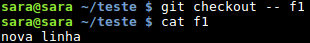 sara@sara ~/teste $ git checkout -- f1
sara@sara ~/teste $ cat f1
nova linha